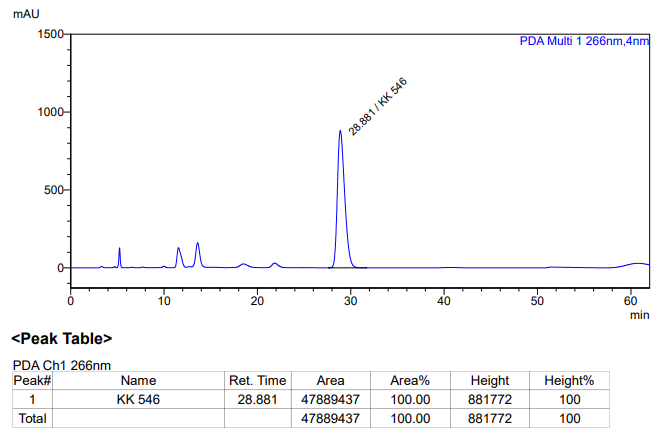 mAU
PDA Multi 1 266nm,4nm
1500
1000
500
0
28.881 / KK 546
0 10 20 30 40 50 60
min
<Peak Table>
PDA Ch1 266nm
Peak# Name Ret. Time Area Area% Height Height%
1 KK 546 28.881 47889437 100.00 881772 100
Total 47889437 100.00 881772 100